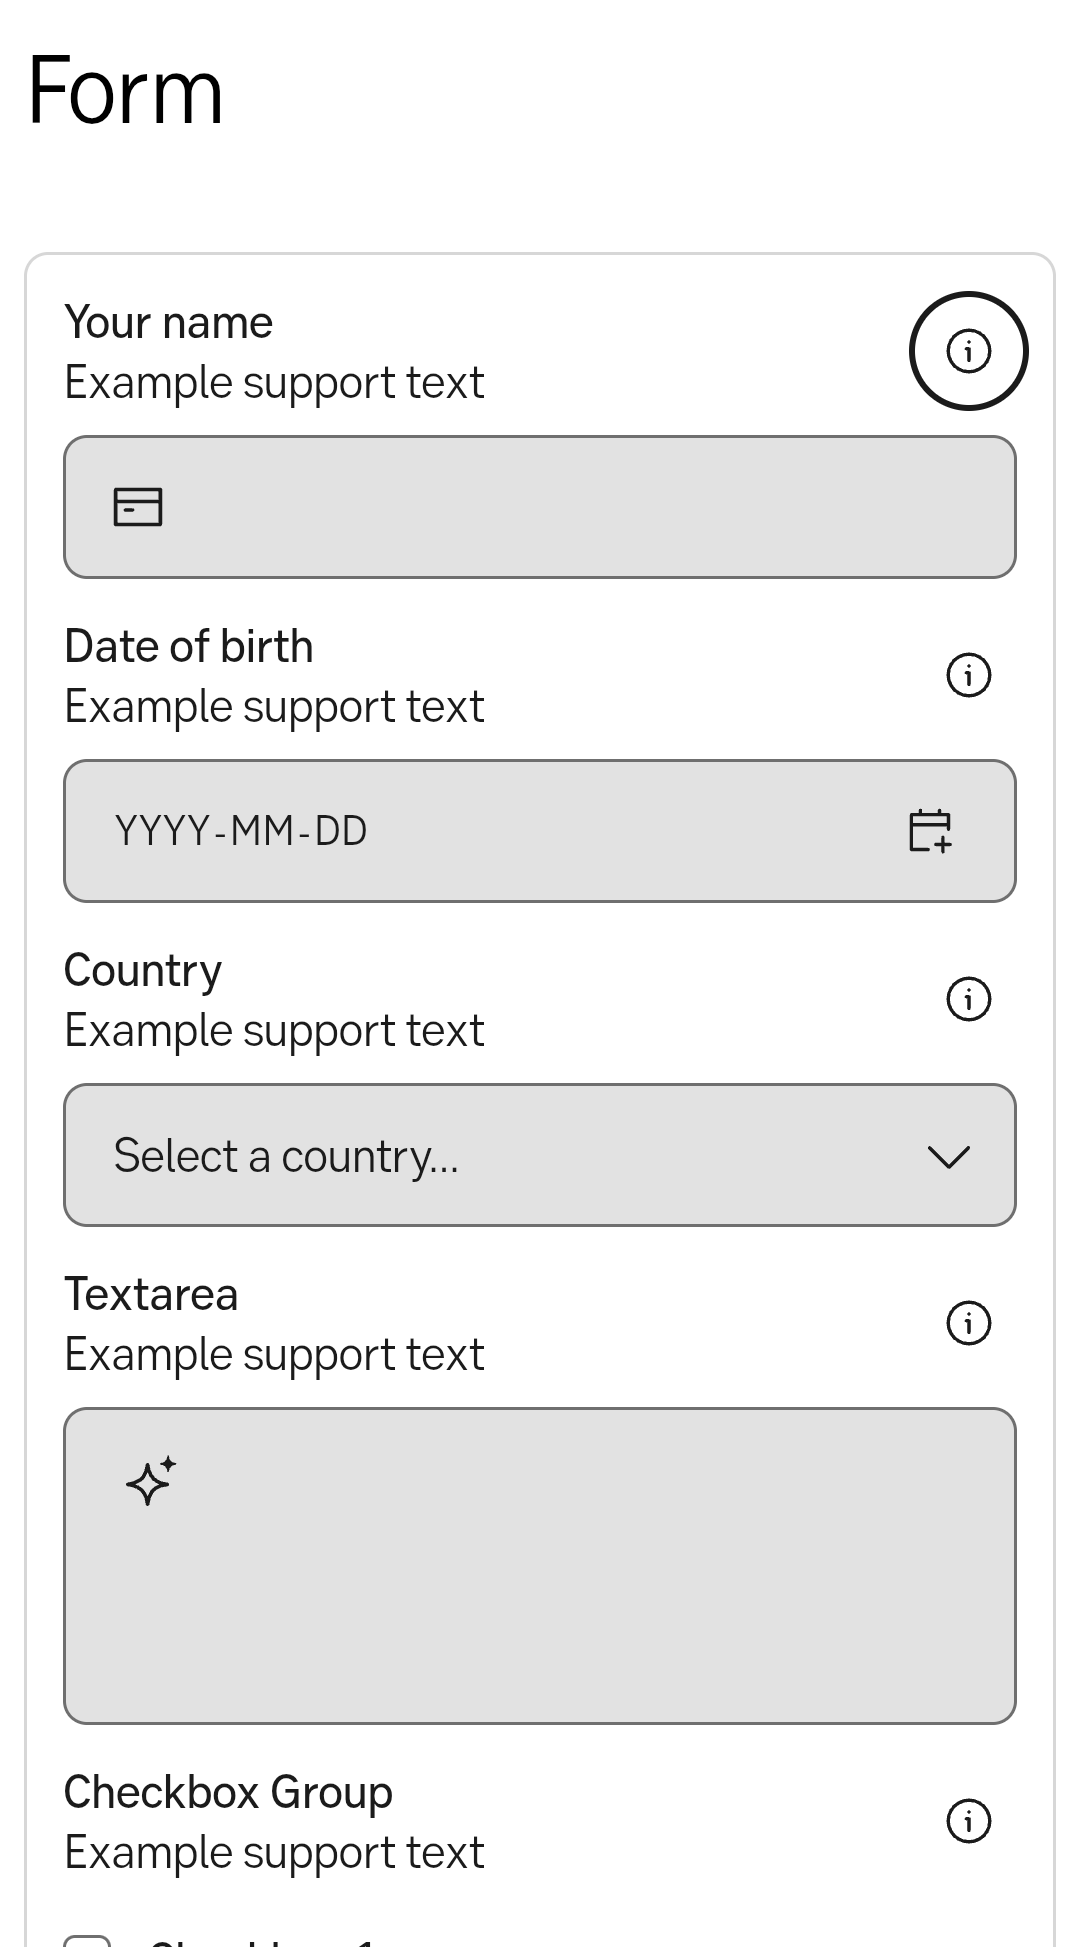 Form
Your name
Example support text
Date of birth
Example support text
YYYY-MM-DD
Country
Example support text
Select a country...
Textarea
Example support text
Checkbox Group
Example support text